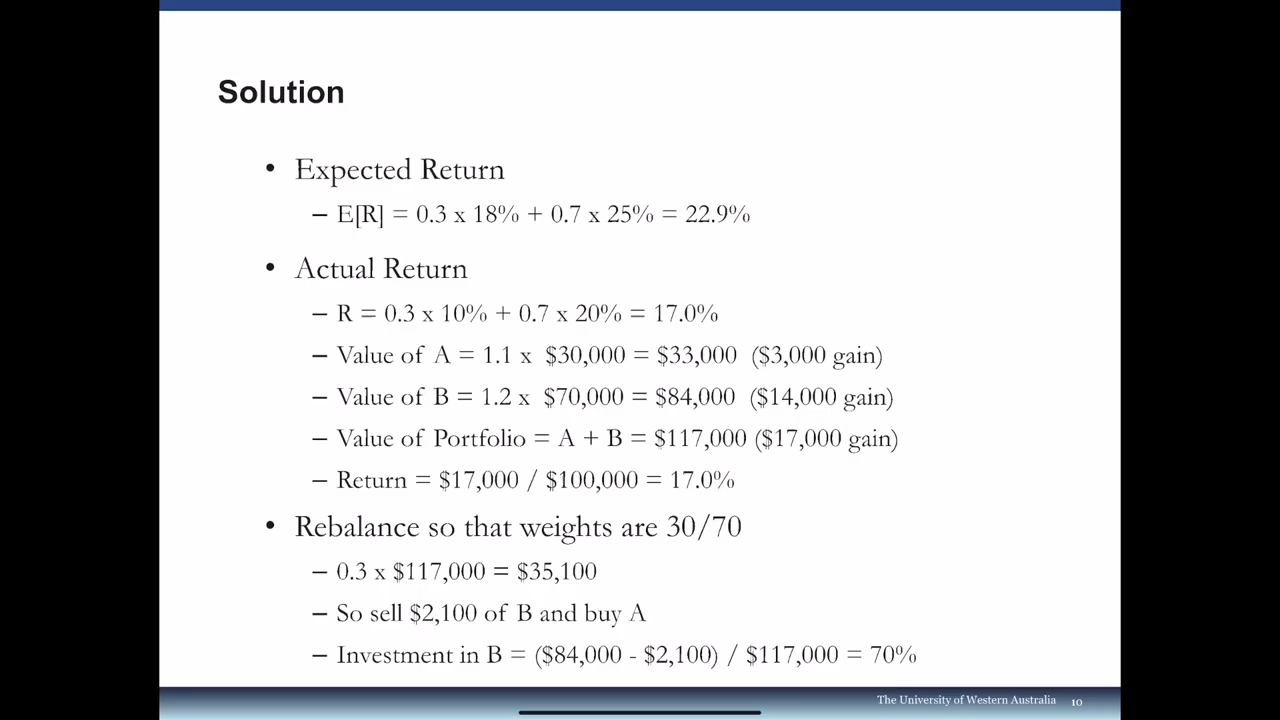 Solution
• Expected Return
– E[R] = 0.3 x 18% + 0.7 x 25% = 22.9%
• Actual Return
– R = 0.3 x 10% + 0.7 x 20% = 17.0%
– Value of A = 1.1 x $30,000 = $33,000 ($3,000 gain)
– Value of B = 1.2 x $70,000 = $84,000 ($14,000 gain)
– Value of Portfolio = A + B = $117,000 ($17,000 gain)
– Return = $17,000 / $100,000 = 17.0%
• Rebalance so that weights are 30/70
– 0.3 x $117,000 = $35,100
– So sell $2,100 of B and buy A
– Investment in B = ($84,000 - $2,100) / $117,000 = 70%
The University of Western Australia 10